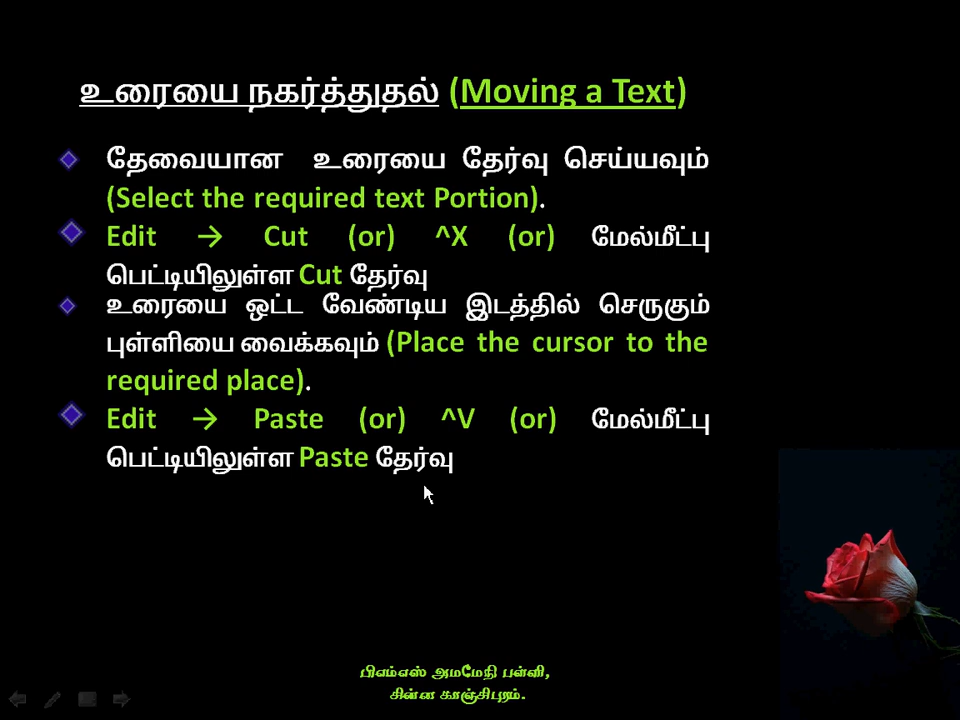 உரையை நகர்த்துதல் (Moving a Text)
தேவையான உரையை தேர்வு செய்யவும்
(Select the required text Portion).
Edit → Cut (or) ^X (or) மேல்மீட்பு
பெட்டியிலுள்ள Cut தேர்வு
உரையை ஒட்ட வேண்டிய இடத்தில் செருகும்
புள்ளியை வைக்கவும் (Place the cursor to the
required place).
Edit → Paste (or) ^V (or) மேல்மீட்பு
பெட்டியிலுள்ள Paste தேர்வு
பிஎம்எஸ் அமமேநி பள்ளி,
சின்ன காஞ்சிபுரம்.